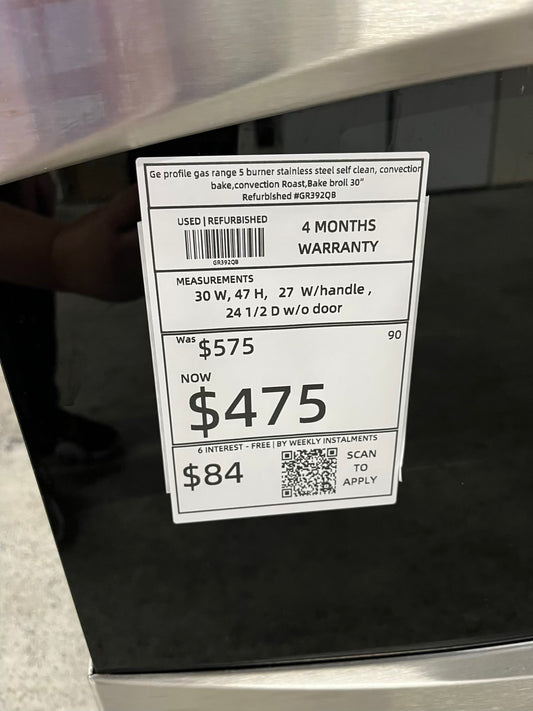 Ge profile gas range 5 burner stainless steel self clean, convection
bake,convection Roast,Bake broil 30"
Refurbished #GR392QB
USED | REFURBISHED
GR392QB
4 MONTHS
WARRANTY
MEASUREMENTS
30 W, 47 H, 27 W/handle ,
24 1/2 D w/o door
Was $575
90
NOW
$475
6 INTEREST - FREE | BY WEEKLY INSTALMENTS
$84
SCAN
TO
APPLY